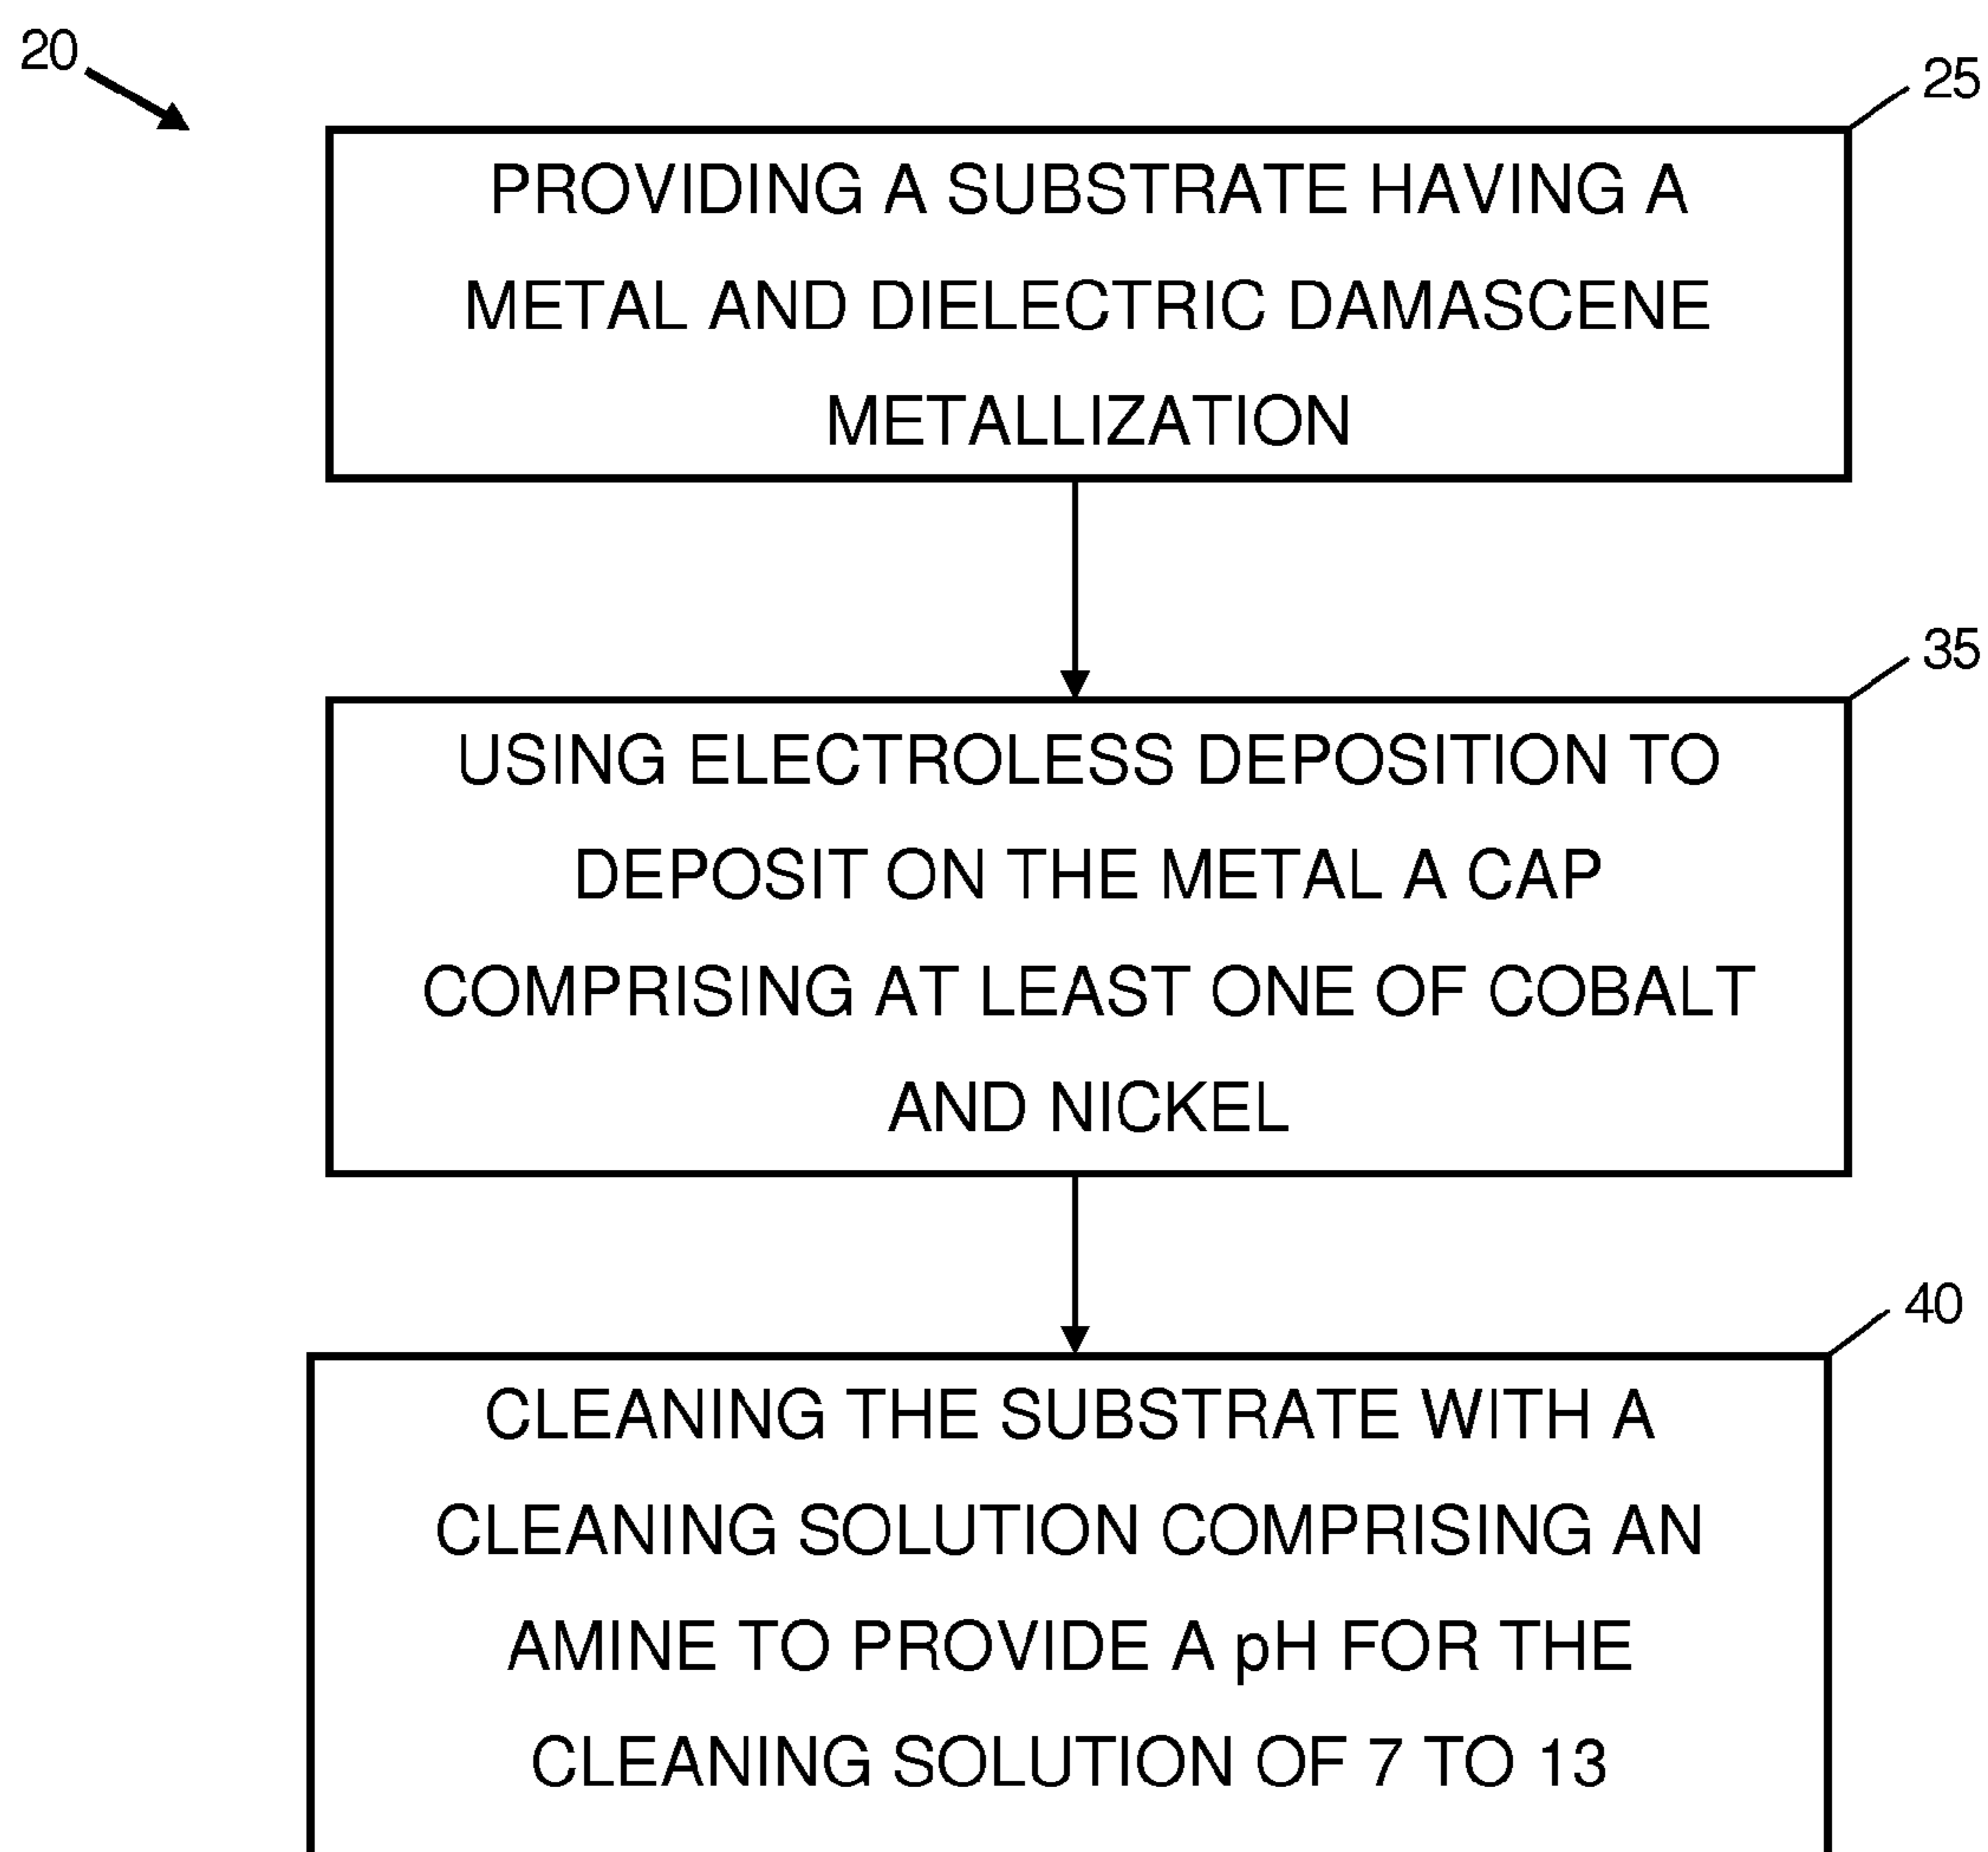 20
25
PROVIDING A SUBSTRATE HAVING A
METAL AND DIELECTRIC DAMASCENE
METALLIZATION
35
USING ELECTROLESS DEPOSITION TO
DEPOSIT ON THE METAL A CAP
COMPRISING AT LEAST ONE OF COBALT
AND NICKEL
40
CLEANING THE SUBSTRATE WITH A
CLEANING SOLUTION COMPRISING AN
AMINE TO PROVIDE A pH FOR THE
CLEANING SOLUTION OF 7 TO 13